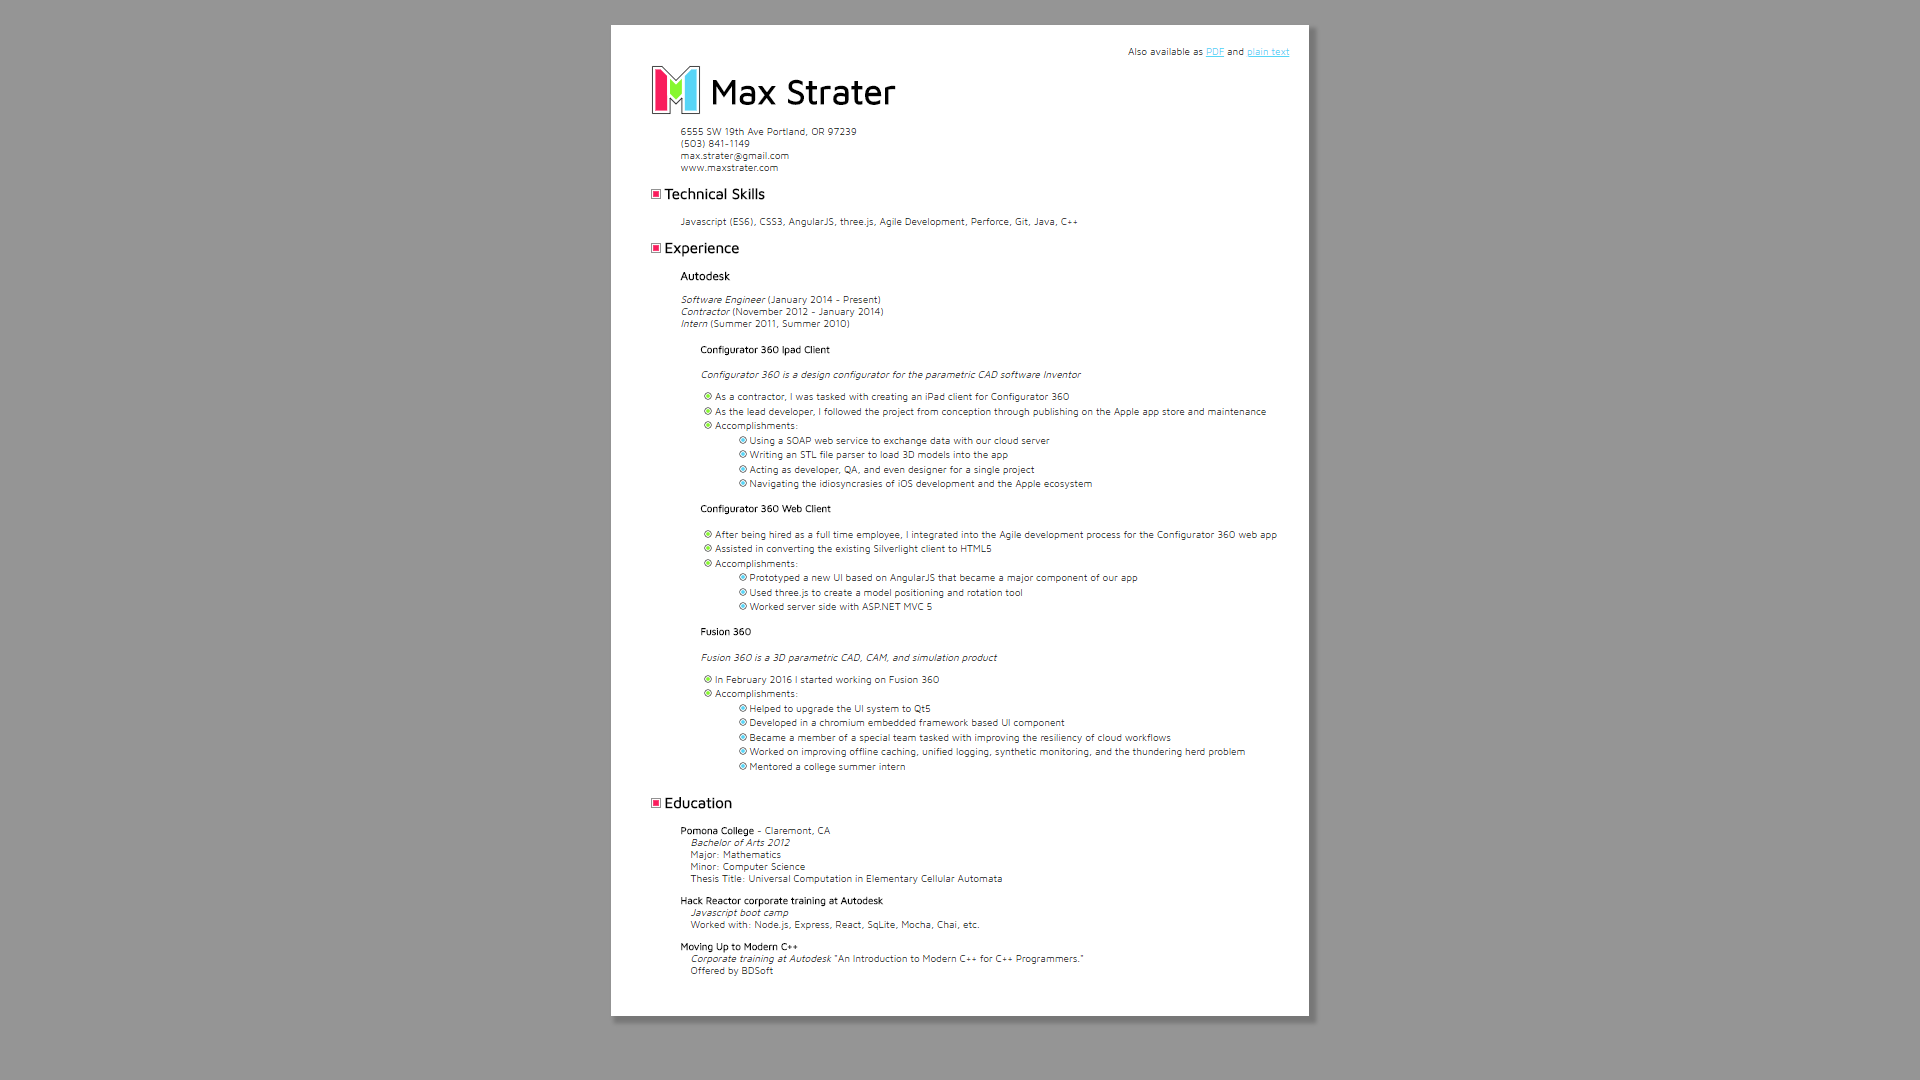 Also available as PDF and plain text
Max Strater
6555 SW 19th Ave Portland, OR 97239
(503) 841-1149
max.strater@gmail.com
www.maxstrater.com
Technical Skills
Javascript (ES6), CSS3, AngularJS, three.js, Agile Development, Perforce, Git, Java, C++
Experience
Autodesk
Software Engineer (January 2014 - Present)
Contractor (November 2012 - January 2014)
Intern (Summer 2011, Summer 2010)
Configurator 360 Ipad Client
Configurator 360 is a design configurator for the parametric CAD software Inventor
As a contractor, I was tasked with creating an iPad client for Configurator 360
As the lead developer, I followed the project from conception through publishing on the Apple app store and maintenance
Accomplishments:
Using a SOAP web service to exchange data with our cloud server
Writing an STL file parser to load 3D models into the app
Acting as developer, QA, and even designer for a single project
Navigating the idiosyncrasies of iOS development and the Apple ecosystem
Configurator 360 Web Client
After being hired as a full time employee, I integrated into the Agile development process for the Configurator 360 web app
Assisted in converting the existing Silverlight client to HTML5
Accomplishments:
Prototyped a new UI based on AngularJS that became a major component of our app
Used three.js to create a model positioning and rotation tool
Worked server side with ASP.NET MVC 5
Fusion 360
Fusion 360 is a 3D parametric CAD, CAM, and simulation product
In February 2016 I started working on Fusion 360
Accomplishments:
Helped to upgrade the UI system to Qt5
Developed in a chromium embedded framework based UI component
Became a member of a special team tasked with improving the resiliency of cloud workflows
Worked on improving offline caching, unified logging, synthetic monitoring, and the thundering herd problem
Mentored a college summer intern
Education
Pomona College - Claremont, CA
Bachelor of Arts 2012
Major: Mathematics
Minor: Computer Science
Thesis Title: Universal Computation in Elementary Cellular Automata
Hack Reactor corporate training at Autodesk
Javascript boot camp
Worked with: Node.js, Express, React, SqLite, Mocha, Chai, etc.
Moving Up to Modern C++
Corporate training at Autodesk "An Introduction to Modern C++ for C++ Programmers."
Offered by BDSoft